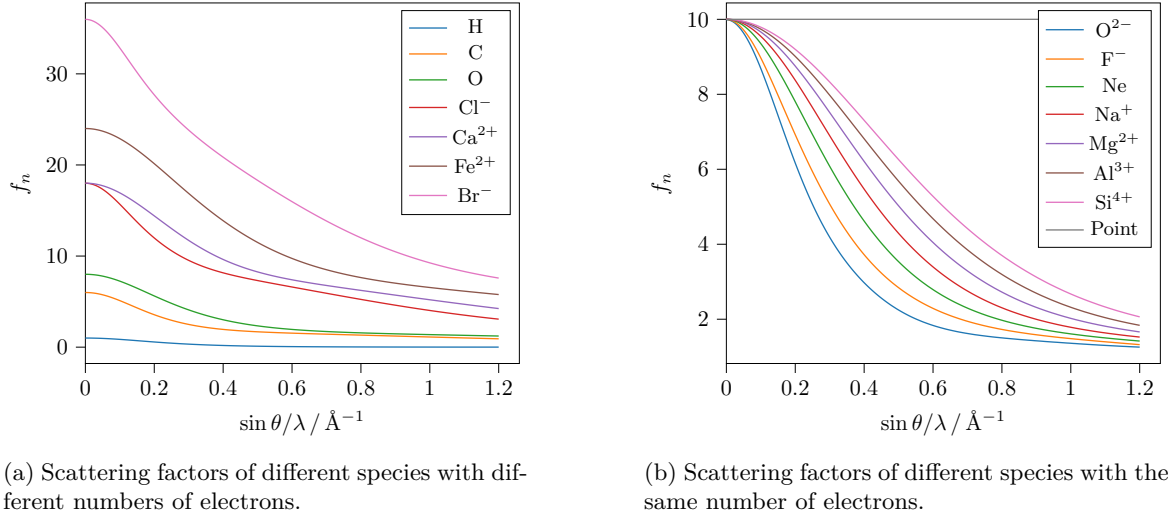 H
C
O
Cl⁻
Ca²⁺
Fe²⁺
Br⁻
30
20
10
0
fₙ
0 0.2 0.4 0.6 0.8 1 1.2
sin θ/λ / Å⁻¹
(a) Scattering factors of different species with dif-
ferent numbers of electrons.
O²⁻
F⁻
Ne
Na⁺
Mg²⁺
Al³⁺
Si⁴⁺
Point
10
8
6
4
2
fₙ
0 0.2 0.4 0.6 0.8 1 1.2
sin θ/λ / Å⁻¹
(b) Scattering factors of different species with the
same number of electrons.